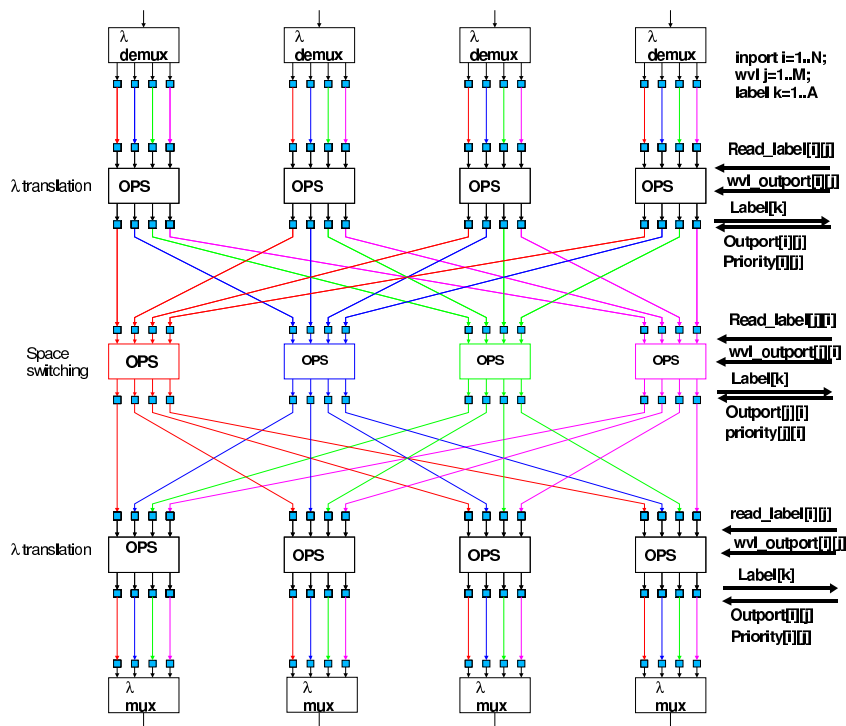 λ λ λ λ
demux demux demux demux
inport i=1..N;
wvl j=1..M;
label k=1..A
Read_label[i][j]
λ translation OPS OPS OPS OPS
wvl_outport[i][j]
Label[k]
Outport[i][j]
Priority[i][j]
Read_label[j][i]
Space
switching
OPS OPS OPS OPS
wvl_outport[j][i]
Label[k]
Outport[j][i]
priority[j][i]
read_label[i][j]
λ translation OPS OPS OPS OPS
wvl_outport[i][j]
Label[k]
Outport[i][j]
Priority[i][j]
λ λ λ λ
mux mux mux mux